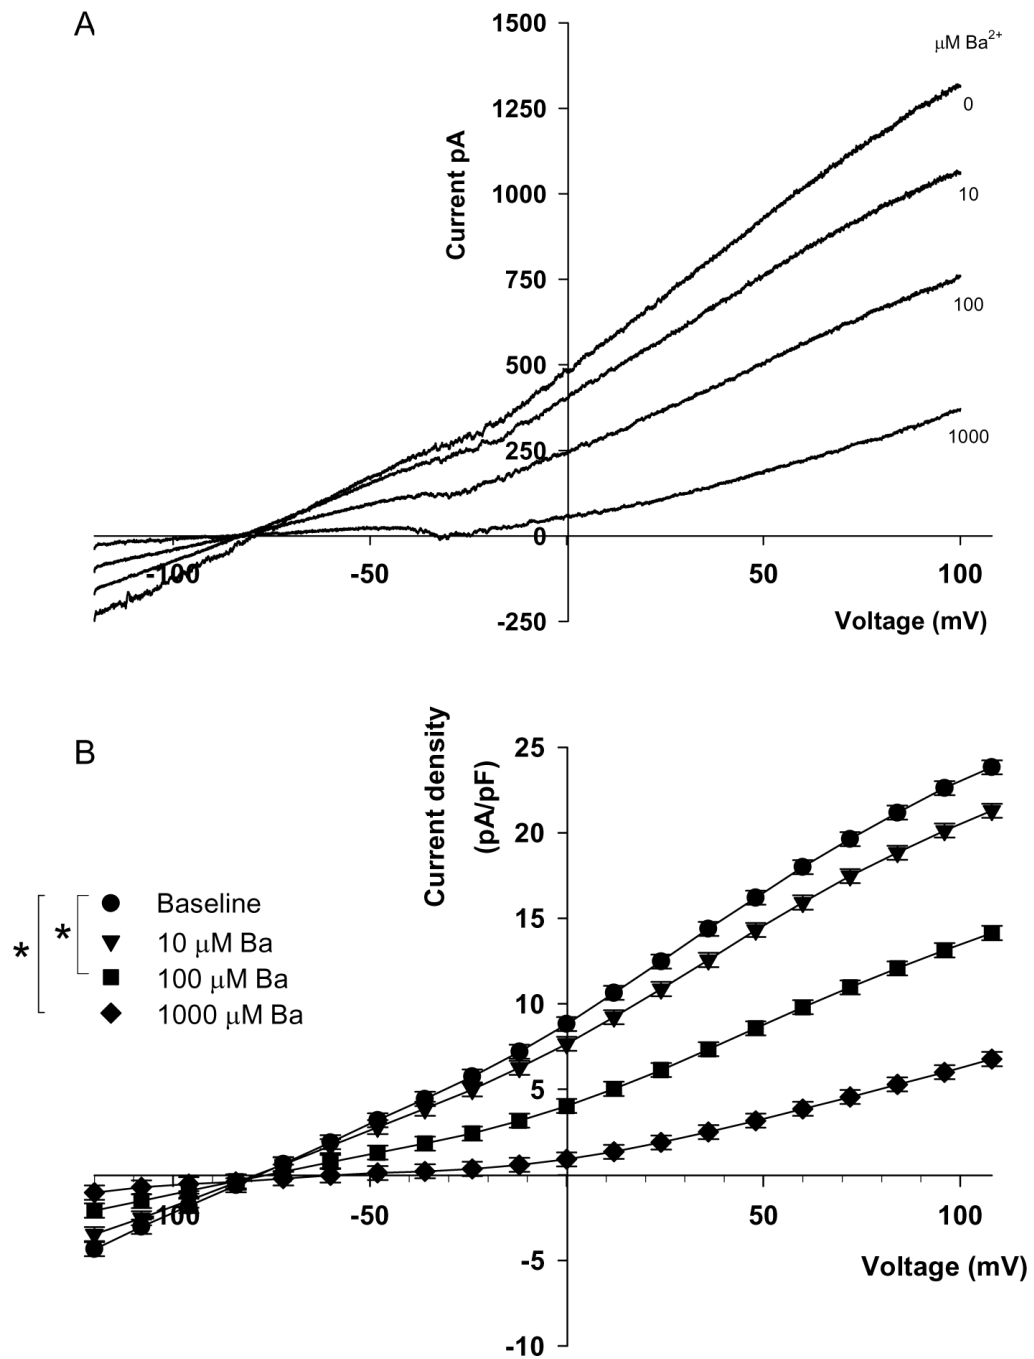 A
1500
μM Ba2+
1250
0
Current pA
1000
10
750
100
500
250
1000
0
-100
-50
50
100
-250
Voltage (mV)
B
Current density
(pA/pF)
25
20
15
* * Baseline
10 μM Ba
100 μM Ba
1000 μM Ba
10
5
-100
-50
50
100
-5
Voltage (mV)
-10